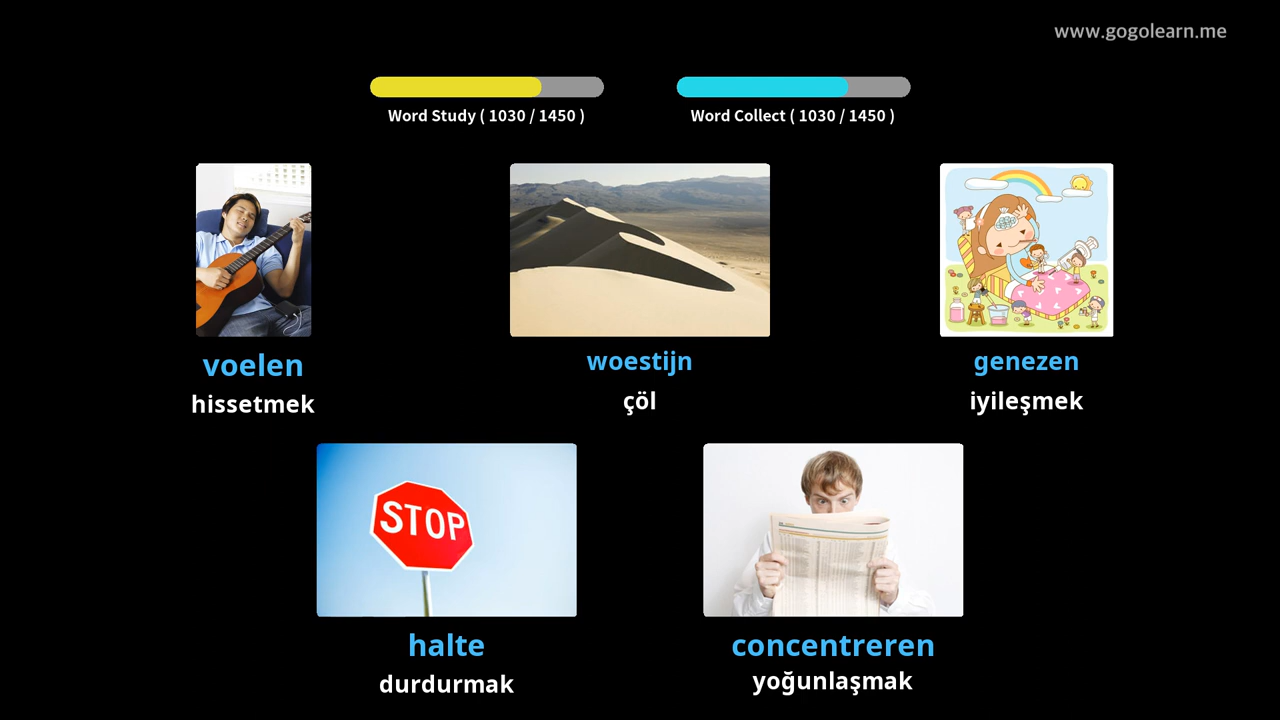 www.gogolearn.me
Word Study ( 1030 / 1450 )
Word Collect ( 1030 / 1450 )
voelen
hissetmek
woestijn
çöl
genezen
iyileşmek
STOP
halte
durdurmak
concentreren
yoğunlaşmak